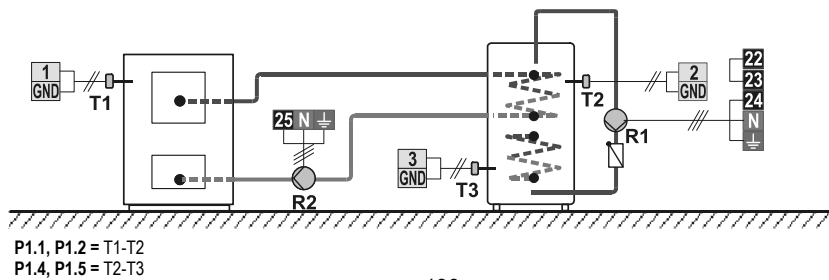 1
GND
T1
25 N
R2
3
GND
T3
T2
2
GND
R1
22
23
24
N
P1.1, P1.2 = T1-T2
P1.4, P1.5 = T2-T3